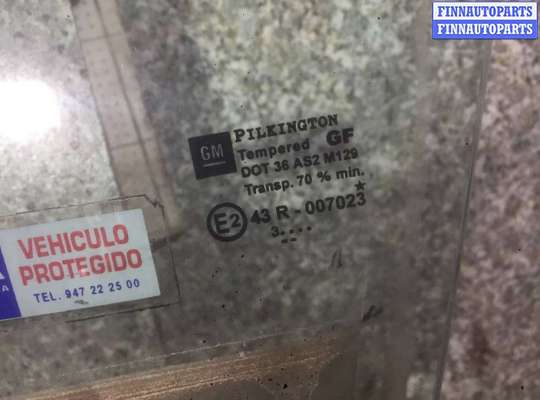 FINNAUTOPARTS
FINNAUTOPARTS
PILKINGTON
GM
Tempered GF
DOT 36 AS2 M129
Transp. 70 % min.
E2 43 R - 007023
3....
--
VEHICULO
PROTEGIDO
TEL. 947 22 25 00
A
A